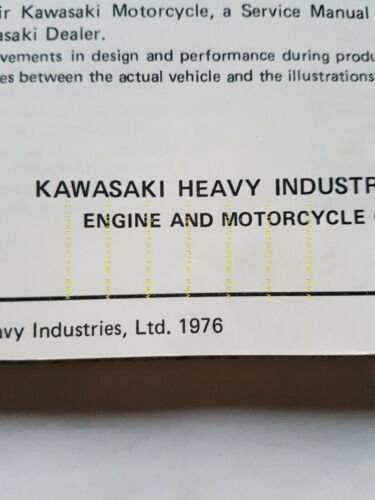 ir Kawasaki Motorcycle, a Service Manual
asaki Dealer.
vements in design and performance during produ
es between the actual vehicle and the illustrations
KAWASAKI HEAVY INDUSTR
ENGINE AND MOTORCYCLE
avy Industries, Ltd. 1976